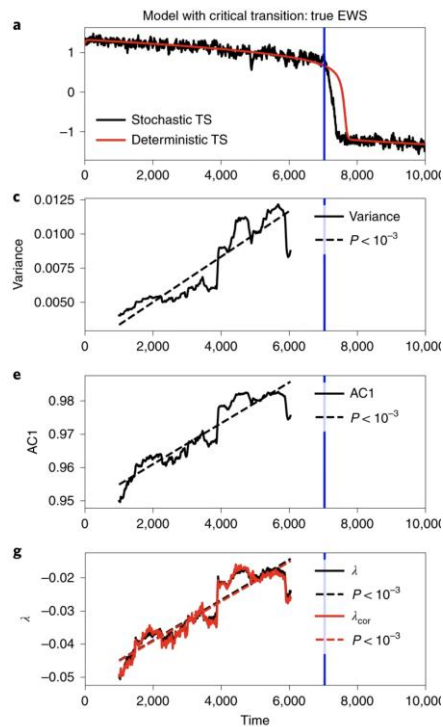 Model with critical transition: true EWS
a
1
0
−1
Stochastic TS
Deterministic TS
0 2,000 4,000 6,000 8,000 10,000
c
Variance
0.0125
0.0100
0.0075
0.0050
Variance
P < 10⁻³
0 2,000 4,000 6,000 8,000 10,000
e
AC1
0.98
0.97
0.96
0.95
AC1
P < 10⁻³
0 2,000 4,000 6,000 8,000 10,000
g
λ
−0.02
−0.03
−0.04
−0.05
λ
P < 10⁻³
λcor
P < 10⁻³
0 2,000 4,000 6,000 8,000 10,000
Time